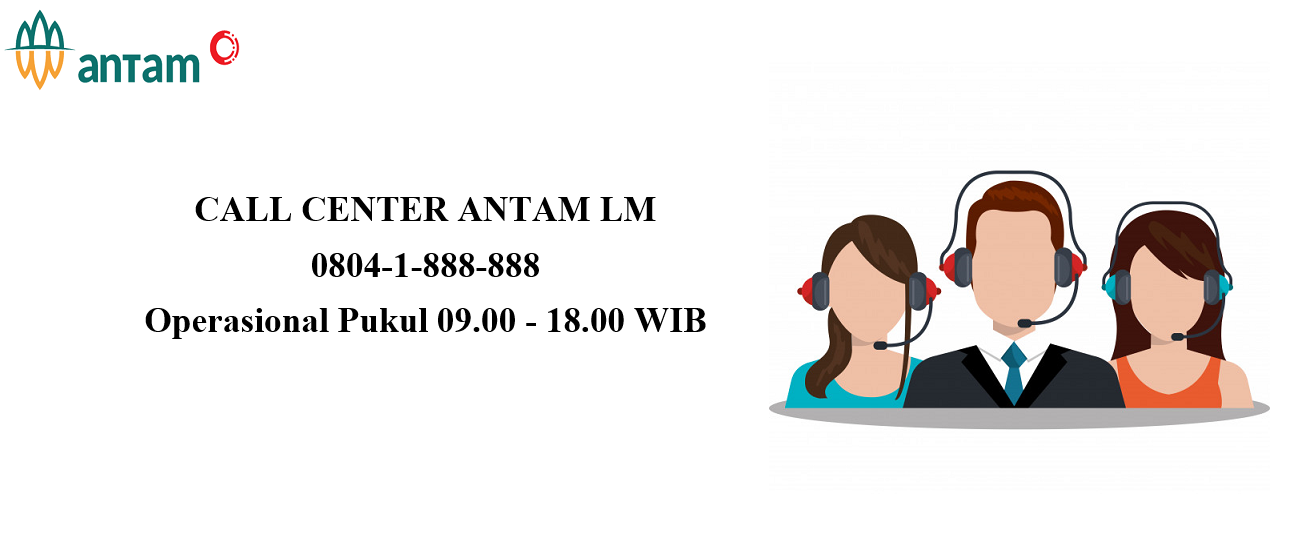 antam
CALL CENTER ANTAM LM
0804-1-888-888
Operasional Pukul 09.00 - 18.00 WIB